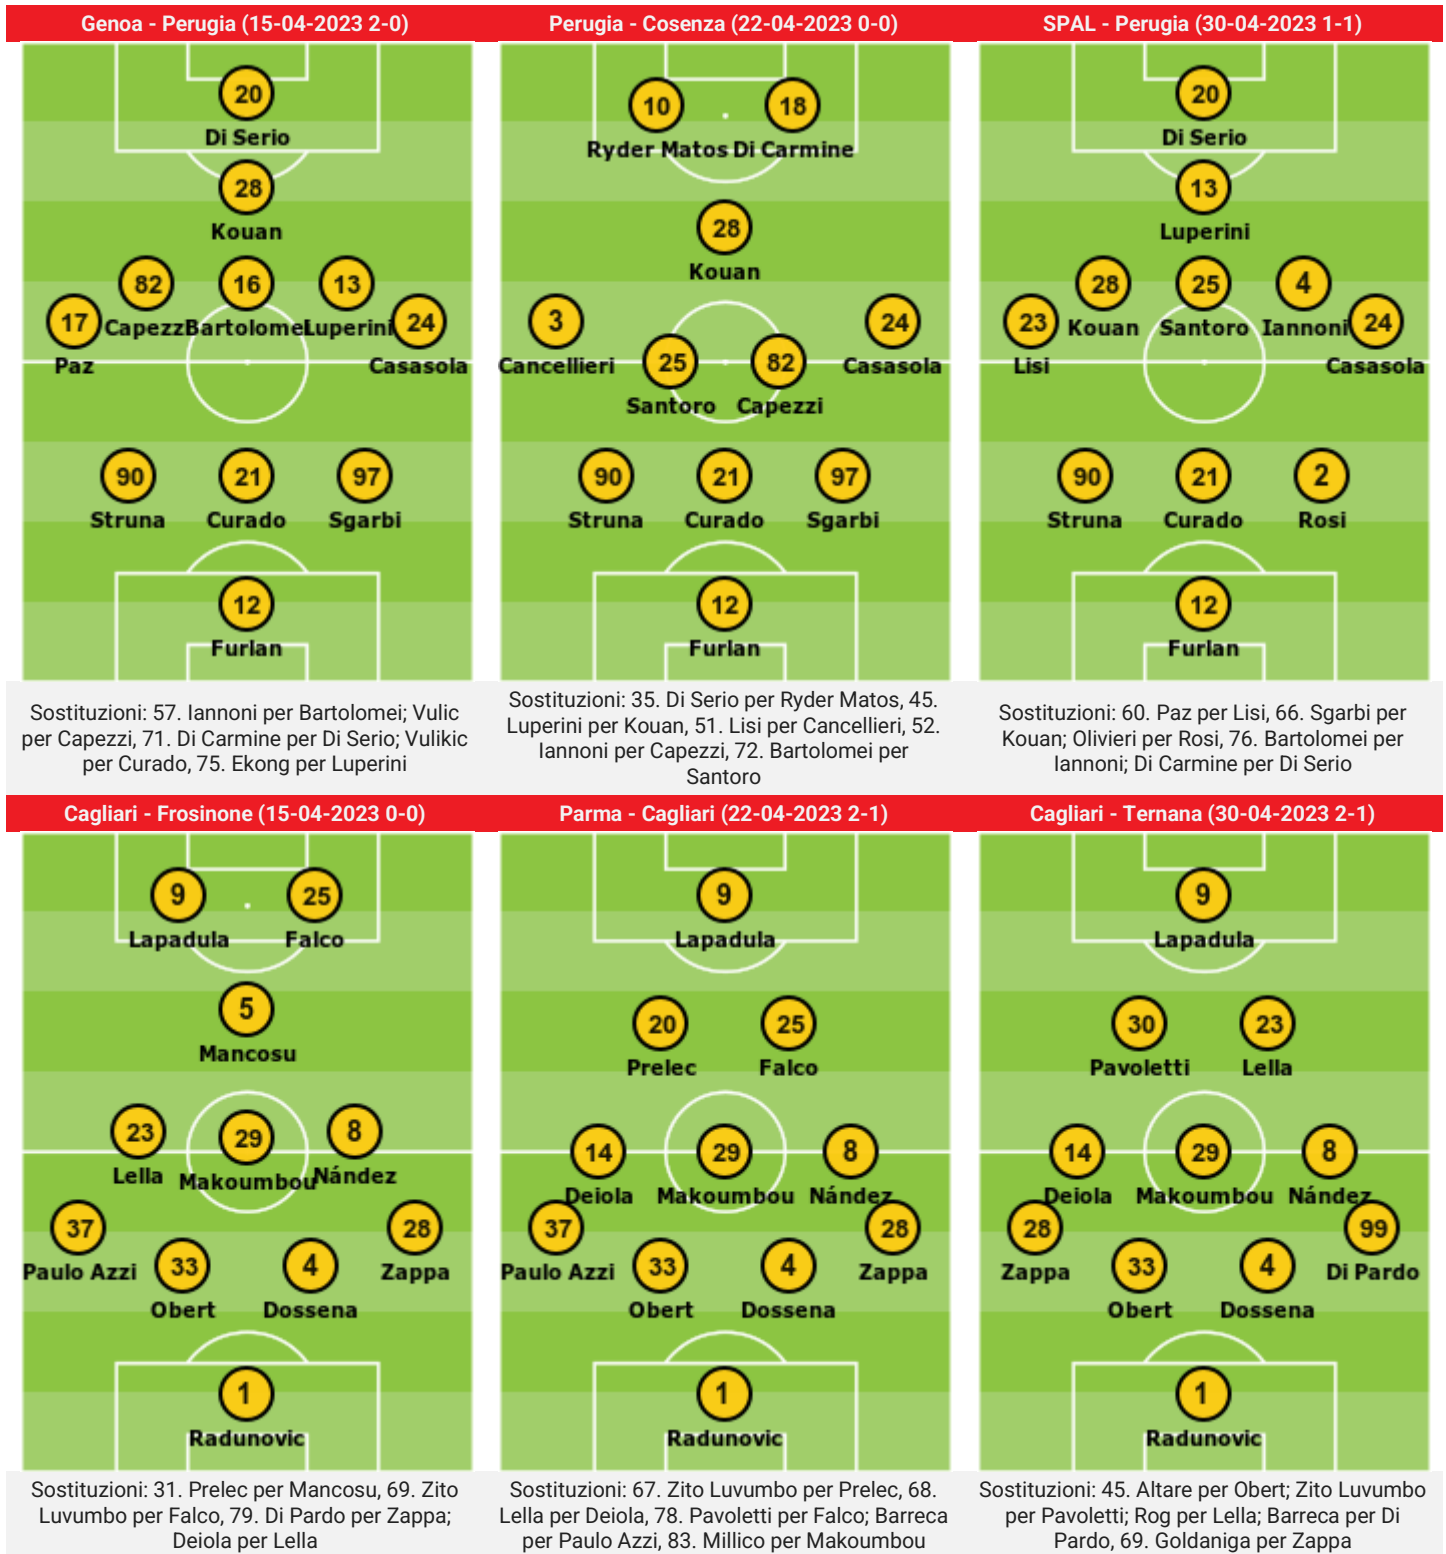 Genoa - Perugia (15-04-2023 2-0)
20
Di Serio
28
Kouan
82
16
13
17
Capezzi
Bartolomei
Luperini
24
Paz
Casasola
90
21
97
Struna
Curado
Sgarbi
12
Furlan
Sostituzioni: 57. Iannoni per Bartolomei; Vulic
per Capezzi, 71. Di Carmine per Di Serio; Vulikic
per Curado, 75. Ekong per Luperini
Perugia - Cosenza (22-04-2023 0-0)
10
18
Ryder Matos
Di Carmine
28
Kouan
3
24
Cancellieri
25
82
Casasola
Santoro
Capezzi
90
21
97
Struna
Curado
Sgarbi
12
Furlan
Sostituzioni: 35. Di Serio per Ryder Matos, 45.
Luperini per Kouan, 51. Lisi per Cancellieri, 52.
Iannoni per Capezzi, 72. Bartolomei per
Santoro
SPAL - Perugia (30-04-2023 1-1)
20
Di Serio
13
Luperini
28
25
4
23
Kouan
Santoro
Iannoni
24
Lisi
Casasola
90
21
2
Struna
Curado
Rosi
12
Furlan
Sostituzioni: 60. Paz per Lisi, 66. Sgarbi per
Kouan; Olivieri per Rosi, 76. Bartolomei per
Iannoni; Di Carmine per Di Serio
Cagliari - Frosinone (15-04-2023 0-0)
9
25
Lapadula
Falco
5
Mancosu
23
29
8
Lella
Makoumbou
Nández
37
28
Paulo Azzi
33
4
Zappa
Obert
Dossena
1
Radunovic
Sostituzioni: 31. Prelec per Mancosu, 69. Zito
Luvumbo per Falco, 79. Di Pardo per Zappa;
Deiola per Lella
Parma - Cagliari (22-04-2023 2-1)
9
Lapadula
20
25
Prelec
Falco
14
29
8
Deiola
Makoumbou
Nández
37
28
Paulo Azzi
33
4
Zappa
Obert
Dossena
1
Radunovic
Sostituzioni: 67. Zito Luvumbo per Prelec, 68.
Lella per Deiola, 78. Pavoletti per Falco; Barreca
per Paulo Azzi, 83. Millico per Makoumbou
Cagliari - Ternana (30-04-2023 2-1)
9
Lapadula
30
23
Pavoletti
Lella
14
29
8
Deiola
Makoumbou
Nández
28
99
Zappa
33
4
Di Pardo
Obert
Dossena
1
Radunovic
Sostituzioni: 45. Altare per Obert; Zito Luvumbo
per Pavoletti; Rog per Lella; Barreca per Di
Pardo, 69. Goldaniga per Zappa